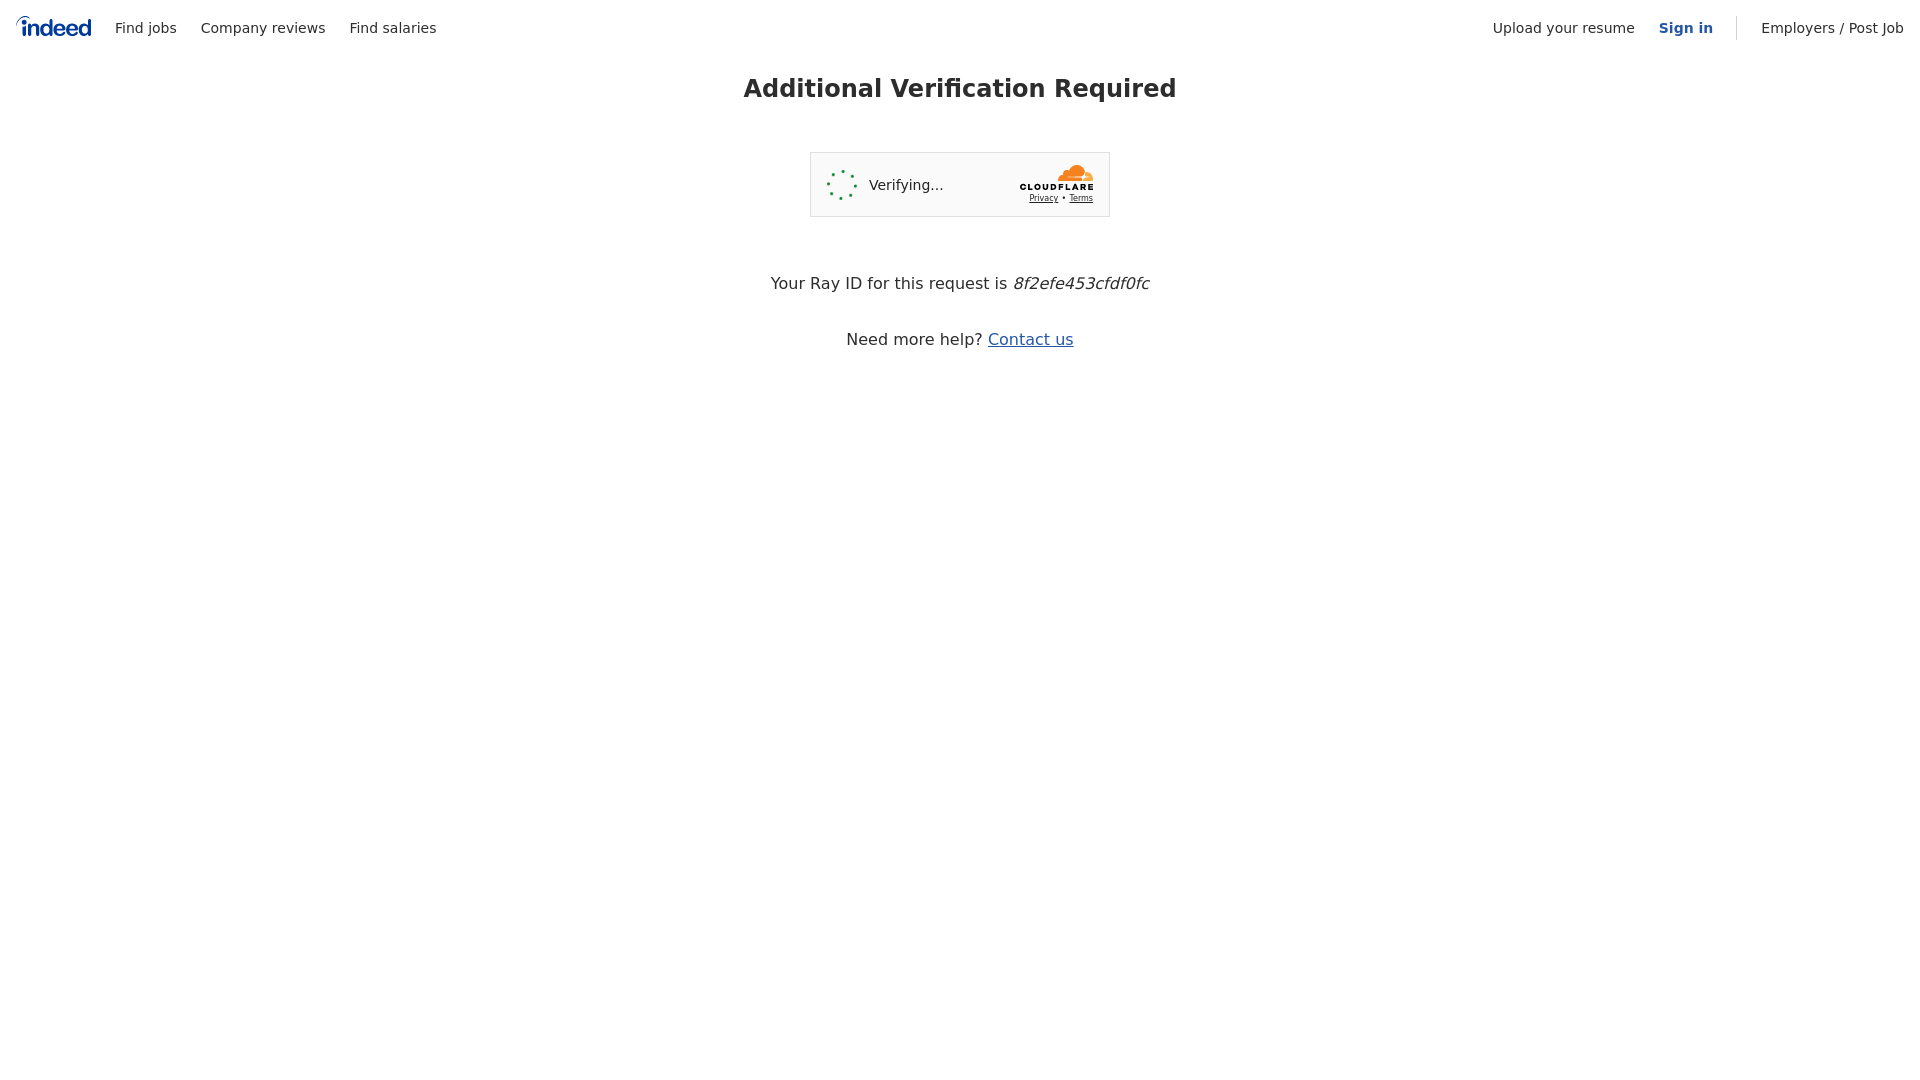 indeed Find jobs Company reviews Find salaries Upload your resume Sign in Employers / Post Job
Additional Verification Required
Verifying...
CLOUDFLARE
Privacy • Terms
Your Ray ID for this request is 8f2efe453cfdf0fc
Need more help? Contact us